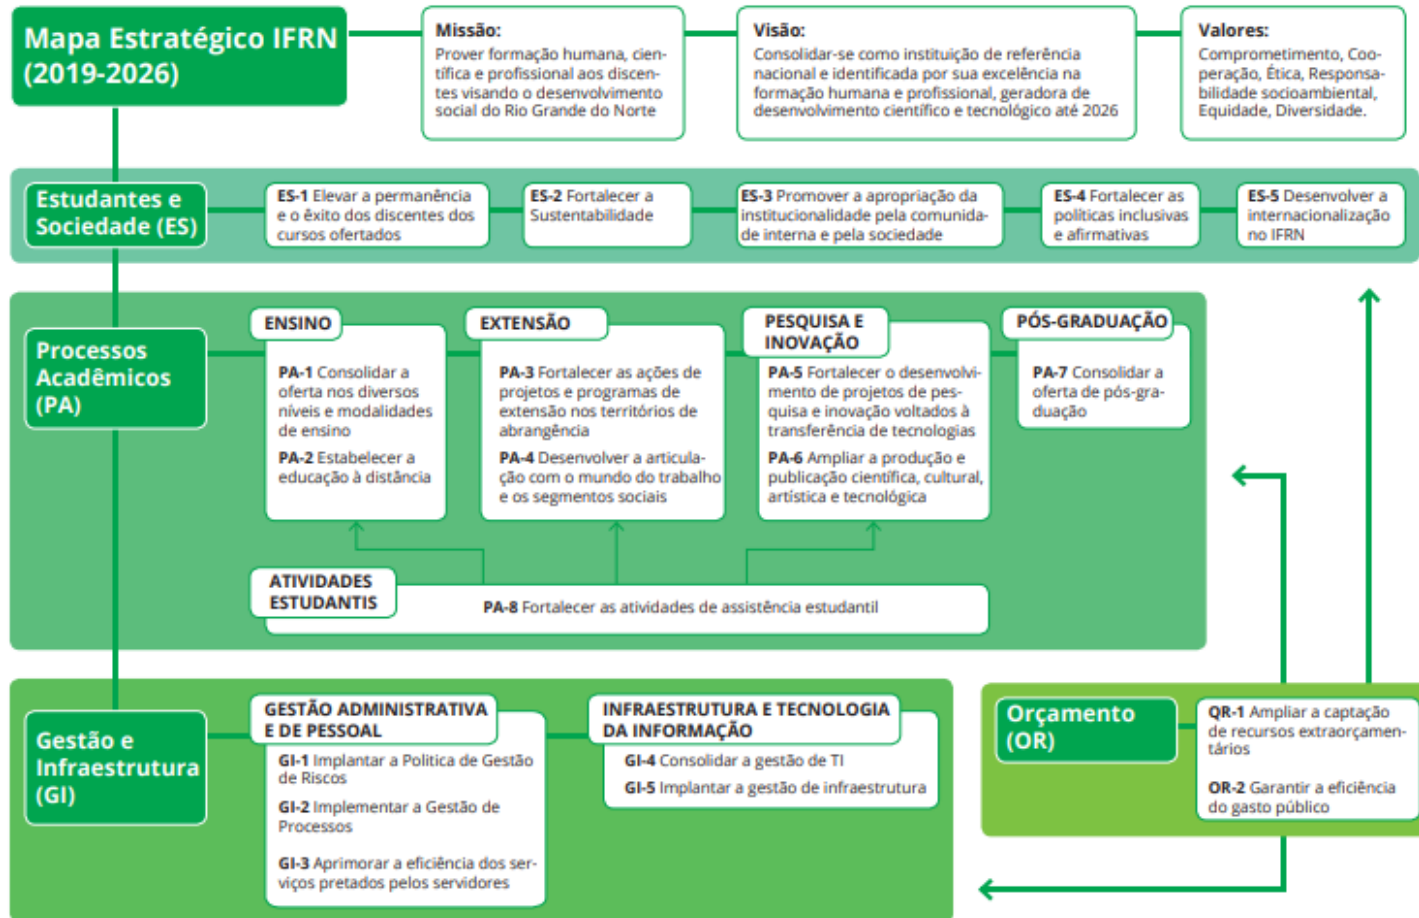 Mapa Estratégico IFRN
(2019-2026)
Missão:
Prover formação humana, cien-
tífica e profissional aos discen-
tes visando o desenvolvimento
social do Rio Grande do Norte
Visão:
Consolidar-se como instituição de referência
nacional e identificada por sua excelência na
formação humana e profissional, geradora de
desenvolvimento científico e tecnológico até 2026
Valores:
Comprometimento, Coo-
peração, Ética, Responsa-
bilidade socioambiental,
Equidade, Diversidade.
Estudantes e
Sociedade (ES)
ES-1 Elevar a permanência
e o êxito dos discentes dos
cursos ofertados
ES-2 Fortalecer a
Sustentabilidade
ES-3 Promover a apropriação da
institucionalidade pela comunida-
de interna e pela sociedade
ES-4 Fortalecer as
políticas inclusivas
e afirmativas
ES-5 Desenvolver a
internacionalização
no IFRN
Processos
Acadêmicos
(PA)
ENSINO
PA-1 Consolidar a
oferta nos diversos
níveis e modalidades
de ensino
PA-2 Estabelecer a
educação à distância
EXTENSÃO
PA-3 Fortalecer as ações de
projetos e programas de
extensão nos territórios de
abrangência
PA-4 Desenvolver a articula-
ção com o mundo do trabalho
e os segmentos sociais
PESQUISA E
INOVAÇÃO
PA-5 Fortalecer o desenvolvi-
mento de projetos de pes-
quisa e inovação voltados à
transferência de tecnologias
PA-6 Ampliar a produção e
publicação científica, cultural,
artística e tecnológica
PÓS-GRADUAÇÃO
PA-7 Consolidar a
oferta de pós-gra-
duação
ATIVIDADES
ESTUDANTIS
PA-8 Fortalecer as atividades de assistência estudantil
Gestão e
Infraestrutura
(GI)
GESTÃO ADMINISTRATIVA
E DE PESSOAL
GI-1 Implantar a Politica de Gestão
de Riscos
GI-2 Implementar a Gestão de
Processos
GI-3 Aprimorar a eficiência dos ser-
viços pretados pelos servidores
INFRAESTRUTURA E TECNOLOGIA
DA INFORMAÇÃO
GI-4 Consolidar a gestão de TI
GI-5 Implantar a gestão de infraestrutura
Orçamento
(OR)
QR-1 Ampliar a captação
de recursos extraorçamen-
tários
OR-2 Garantir a eficiência
do gasto público